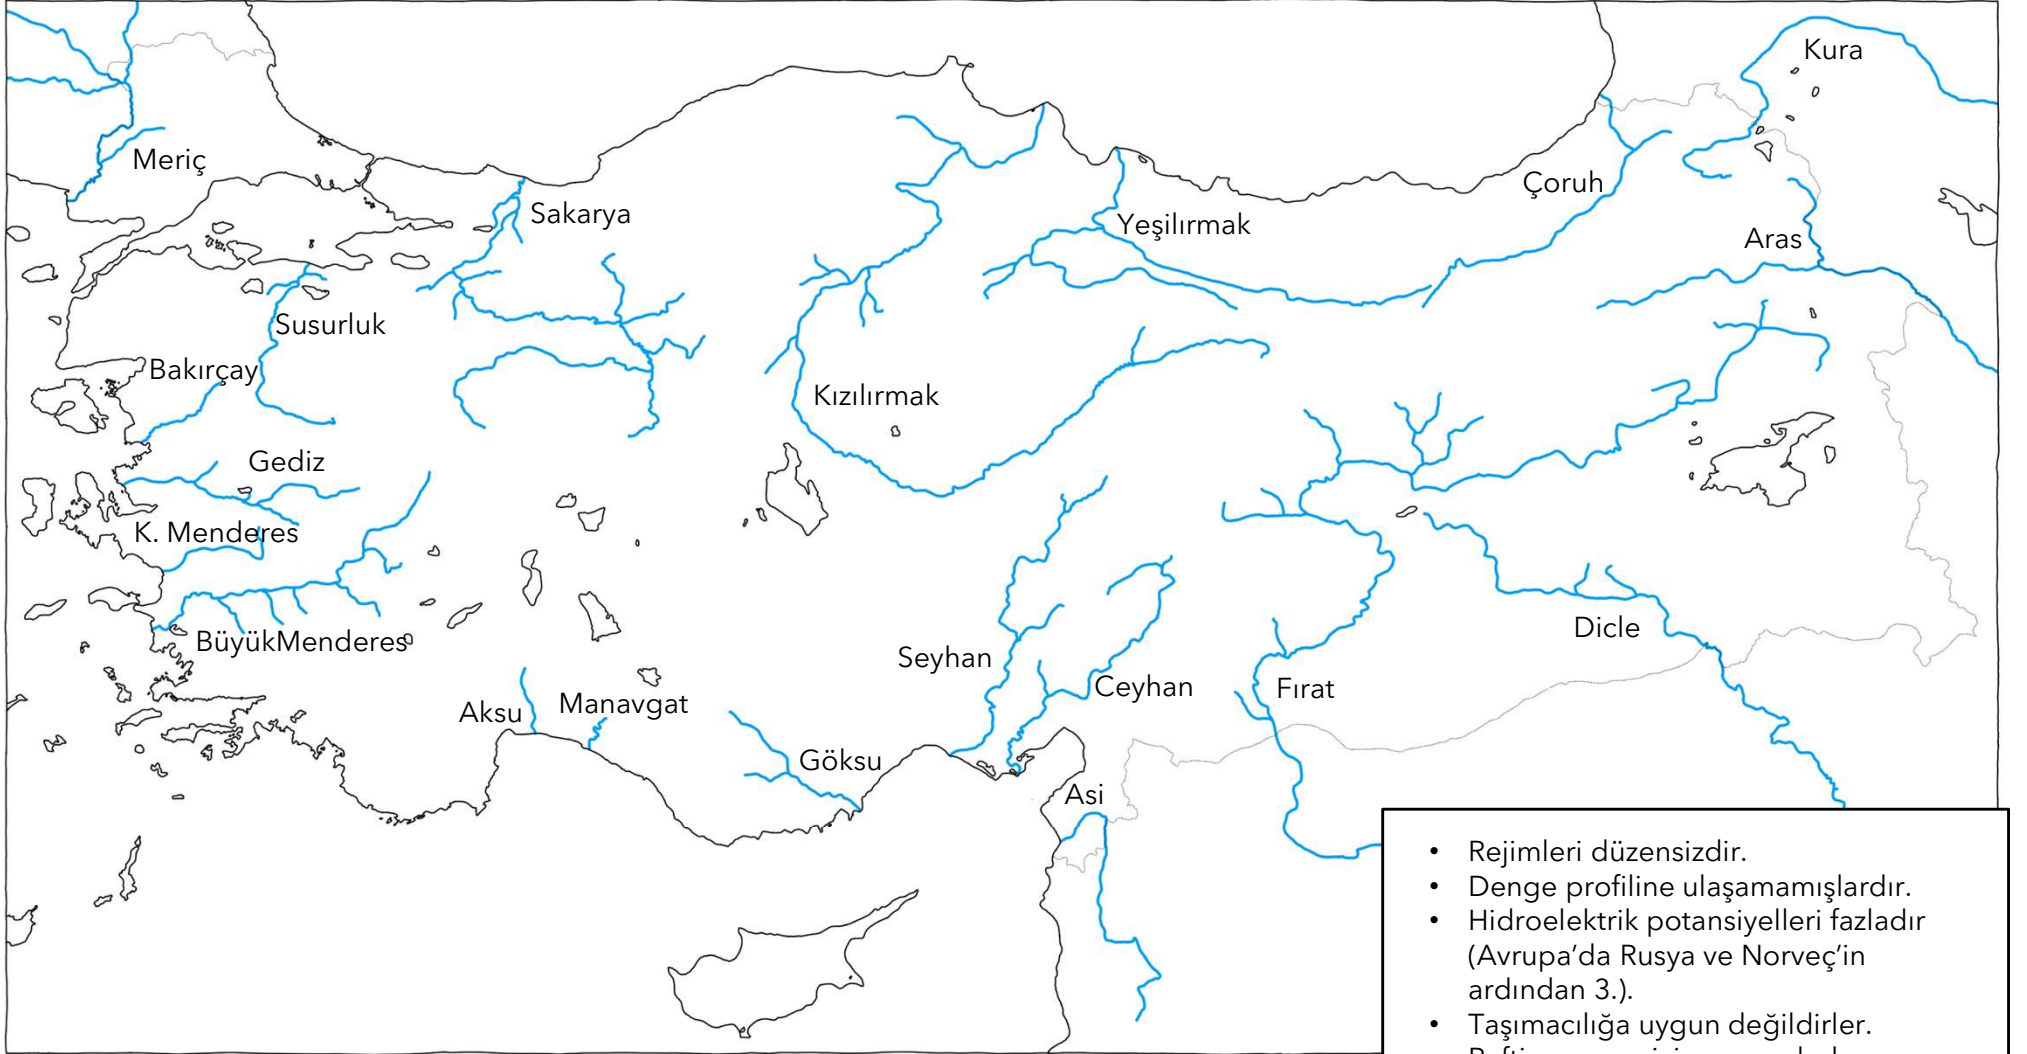 Kura
Meriç
Çoruh
Sakarya
Yeşilırmak
Aras
Susurluk
Bakırçay
Kızılırmak
Gediz
K. Menderes
Dicle
BüyükMenderes
Seyhan
Ceyhan
Fırat
Aksu
Manavgat
Göksu
Asi
• Rejimleri düzensizdir.
• Denge profiline ulaşamamışlardır.
• Hidroelektrik potansiyelleri fazladır
(Avrupa’da Rusya ve Norveç’in
ardından 3.).
• Taşımacılığa uygun değildirler.